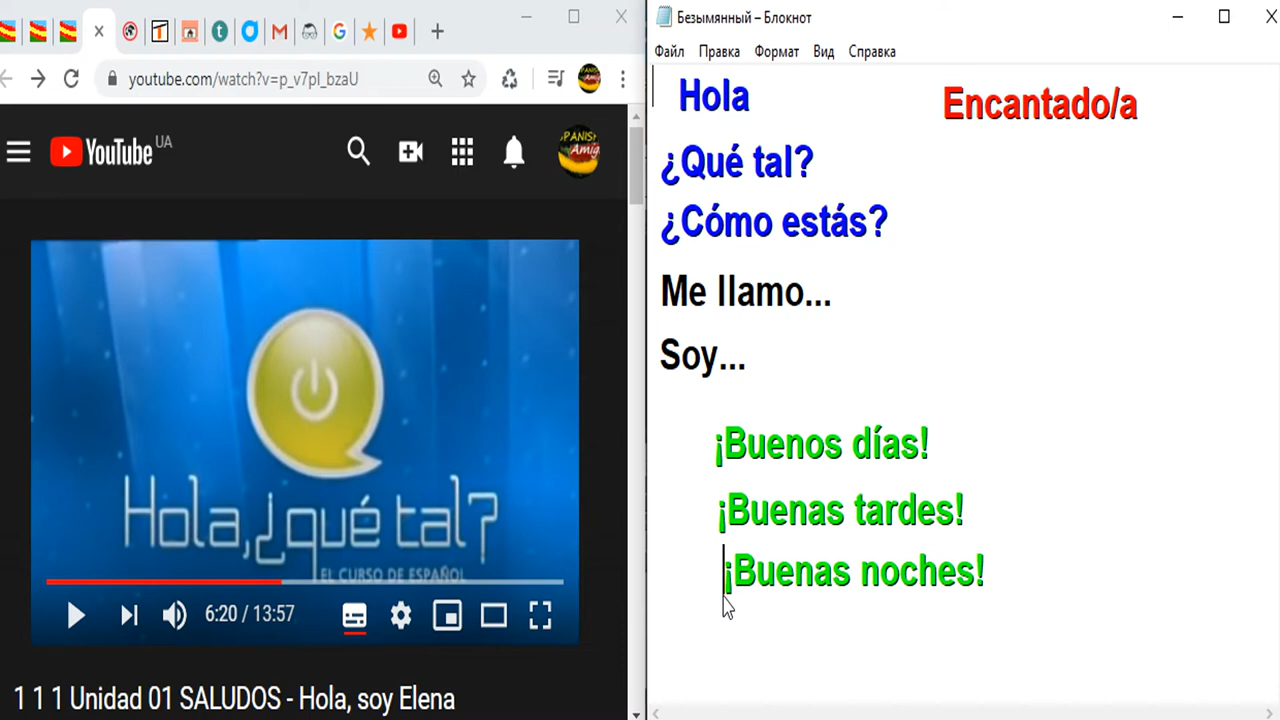 youtube.com/watch?v=p_v7pl_bzaU
YouTube UA
PANIS
Amig
Hola,¿qué tal?
EL CURSO DE ESPAÑOL
6:20 / 13:57
1 1 1 Unidad 01 SALUDOS - Hola, soy Elena
Безымянный – Блокнот
Файл Правка Формат Вид Справка
Hola
Encantado/a
¿Qué tal?
¿Cómo estás?
Me llamo...
Soy...
¡Buenos días!
¡Buenas tardes!
¡Buenas noches!